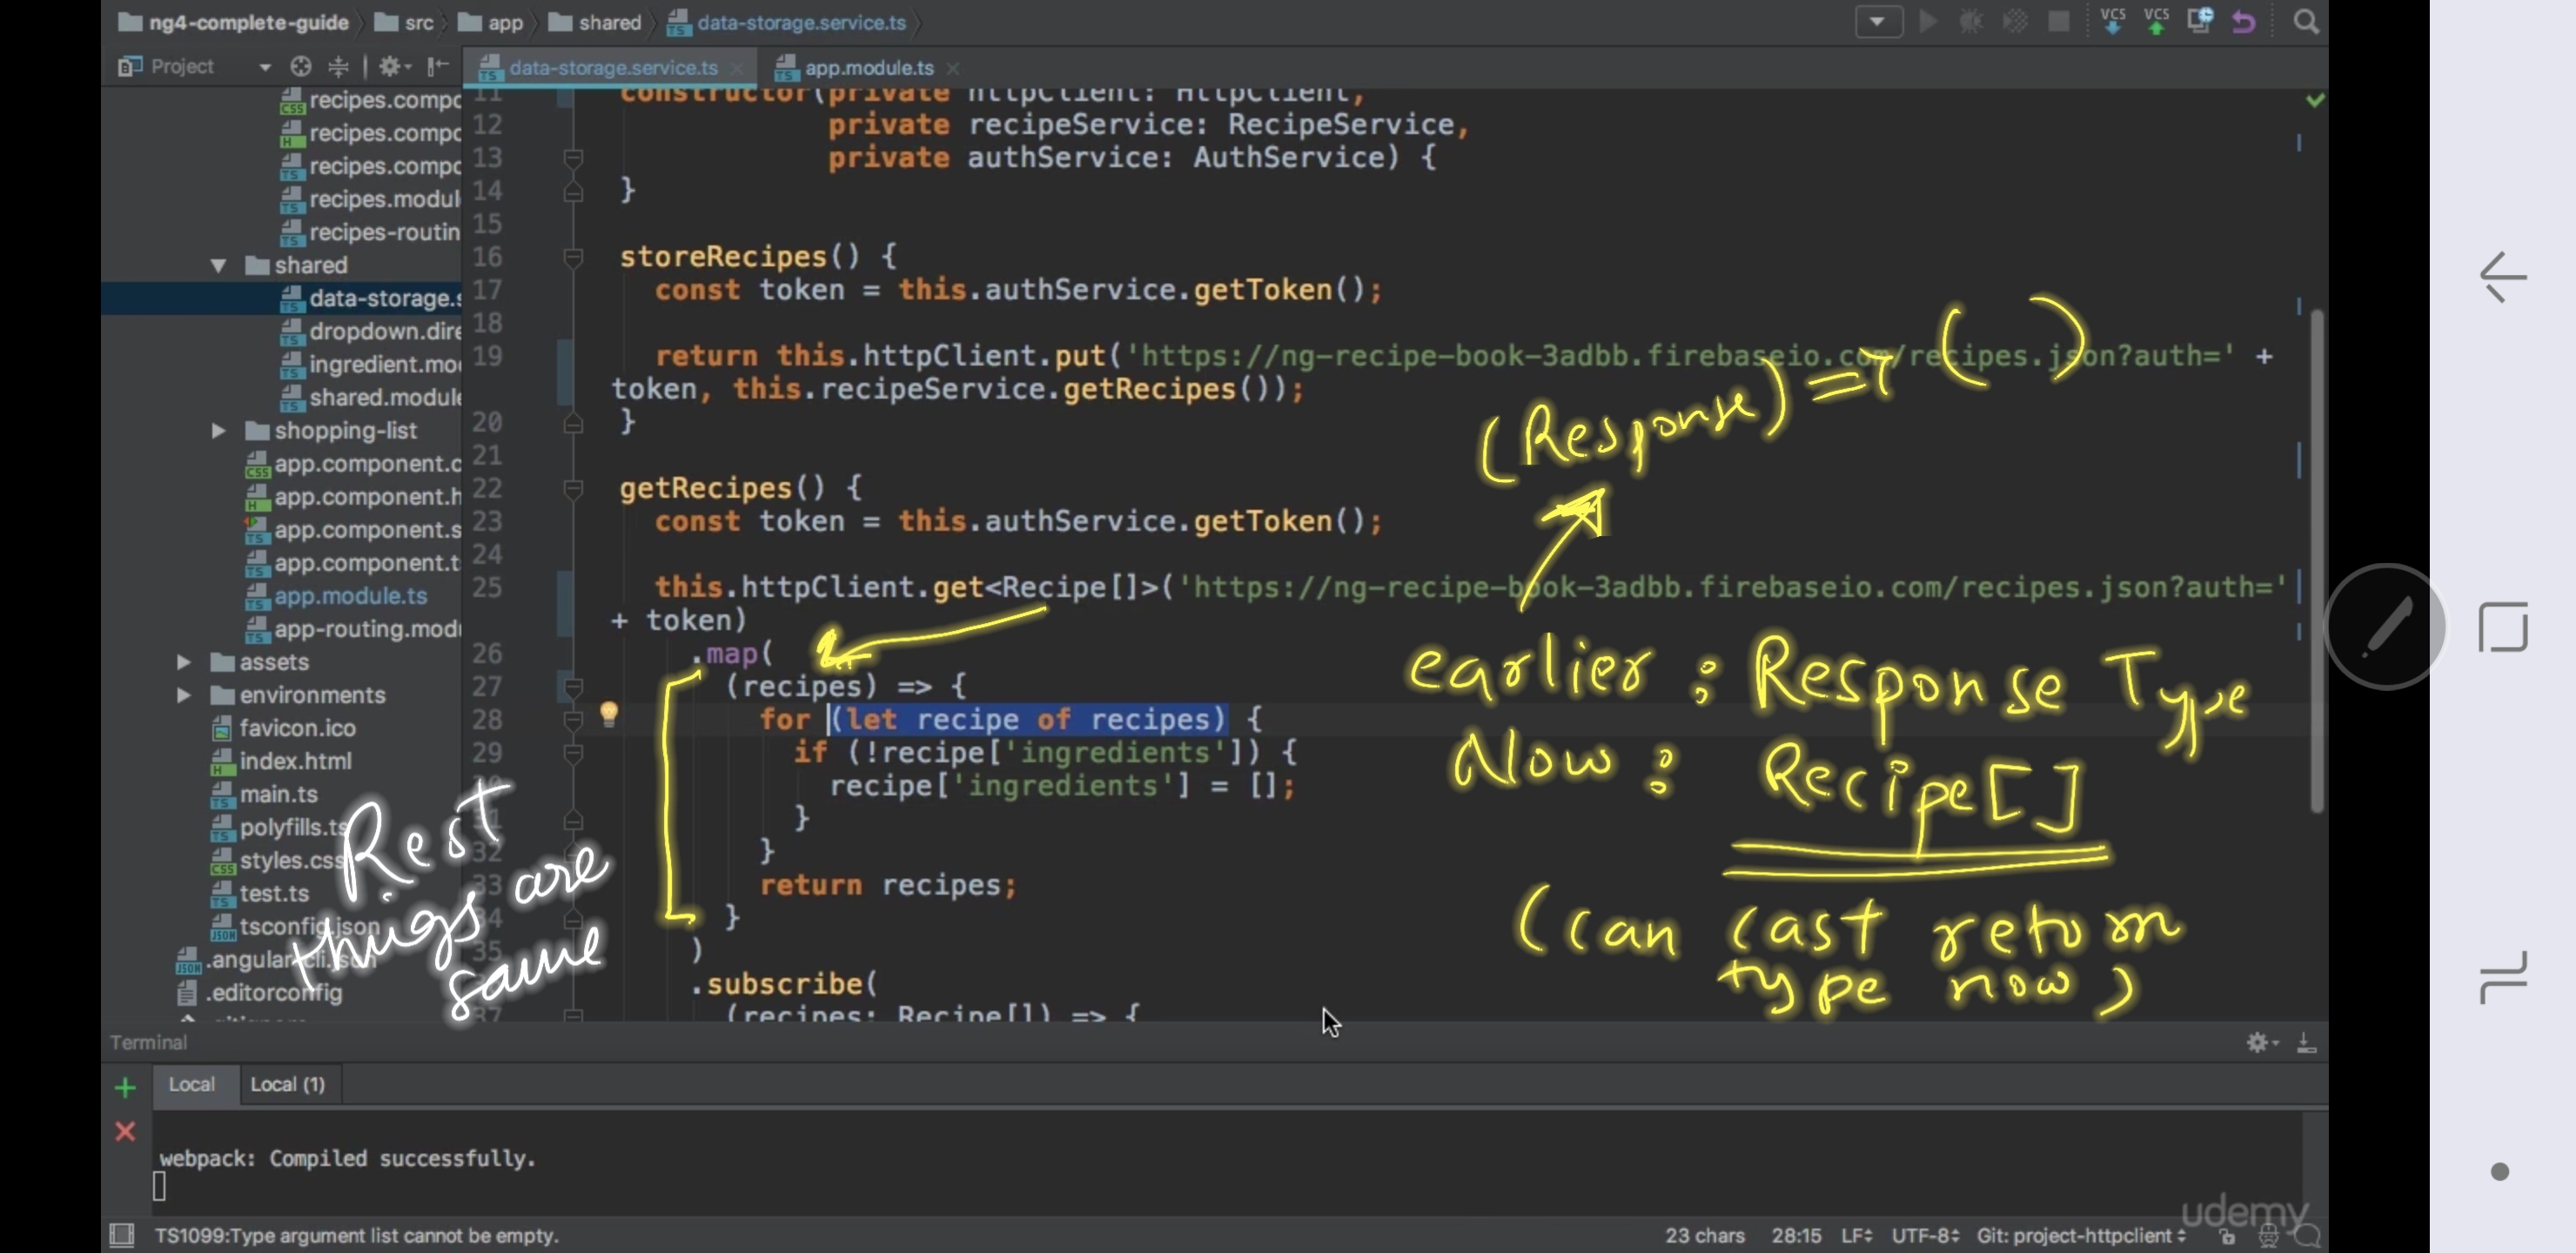 ng4-complete-guide src app shared data-storage.service.ts
VCS VCS
Project
data-storage.service.ts app.module.ts
recipes.compo
recipes.compo
recipes.compo
recipes.modul
recipes-routin
shared
data-storage.s
dropdown.dire
ingredient.mo
shared.module
shopping-list
app.component.c
app.component.h
app.component.s
app.component.t
app.module.ts
app-routing.mod
assets
environments
favicon.ico
index.html
main.ts
polyfills.ts
styles.css
test.ts
tsconfig.json
.angular-cli.json
.editorconfig
11 constructor(private httpClient: HttpClient,
12 private recipeService: RecipeService,
13 private authService: AuthService) {
14 }
15
16 storeRecipes() {
17 const token = this.authService.getToken();
18
19 return this.httpClient.put('https://ng-recipe-book-3adbb.firebaseio.com/recipes.json?auth=' +
token, this.recipeService.getRecipes());
20 }
21
22 getRecipes() {
23 const token = this.authService.getToken();
24
25 this.httpClient.get<Recipe[]>('https://ng-recipe-book-3adbb.firebaseio.com/recipes.json?auth='
+ token)
26 .map(
27 (recipes) => {
28 for (let recipe of recipes) {
29 if (!recipe['ingredients']) {
recipe['ingredients'] = [];
31 }
32 }
33 return recipes;
34 }
35 )
.subscribe(
37 (recipes: Recipe[]) => {
(Response) => ( )
earlier : Response Type
Now : Recipe[]
(can cast return
type now)
Rest
things are
same
Terminal
Local Local (1)
webpack: Compiled successfully.
udemy
TS1099:Type argument list cannot be empty. 23 chars 28:15 LF UTF-8 Git: project-httpclient